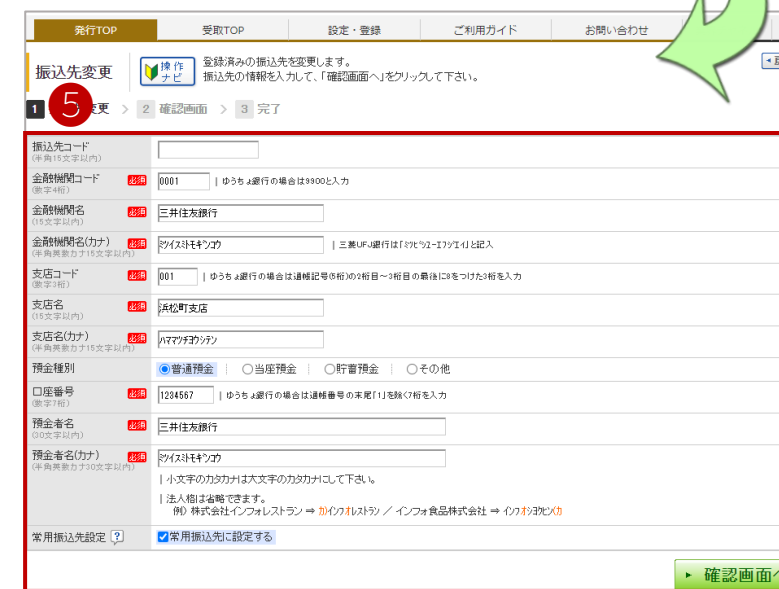 発行TOP 受取TOP 設定・登録 ご利用ガイド お問い合わせ
振込先変更 操作ナビ 登録済みの振込先を変更します。
振込先の情報を入力して、「確認画面へ」をクリックして下さい。
1 変更 > 2 確認画面 > 3 完了
5
振込先コード
(半角15文字以内)
金融機関コード 必須 0001 | ゆうちょ銀行の場合は9900と入力
(数字4桁)
金融機関名 必須 三井住友銀行
(15文字以内)
金融機関名(カナ) 必須 ﾐﾂｲｽﾐﾄﾓｷﾞﾝｺｳ | 三菱UFJ銀行は「ﾐﾂﾋﾞｼﾕｰｴﾌｼﾞｴｲ」と記入
(半角英数カナ15文字以内)
支店コード 必須 001 | ゆうちょ銀行の場合は通帳記号(5桁)の2桁目～3桁目の最後に8をつけた3桁を入力
(数字3桁)
支店名 必須 浜松町支店
(15文字以内)
支店名(カナ) 必須 ﾊﾏﾏﾂﾁﾖｳｼﾃﾝ
(半角英数カナ15文字以内)
預金種別 普通預金 | 当座預金 | 貯蓄預金 | その他
口座番号 必須 1234567 | ゆうちょ銀行の場合は通帳番号の末尾「1」を除く7桁を入力
(数字7桁)
預金者名 必須 三井住友銀行
(30文字以内)
預金者名(カナ) 必須 ﾐﾂｲｽﾐﾄﾓｷﾞﾝｺｳ
(半角英数カナ30文字以内)
| 小文字のカタカナは大文字のカタカナにして下さい。
| 法人格は省略できます。
例) 株式会社インフォレストラン ⇒ ｶ)ｲﾝﾌｵﾚｽﾄﾗﾝ ／ インフォ食品株式会社 ⇒ ｲﾝﾌｵｼﾖｸﾋﾝ(ｶ
常用振込先設定 ? 常用振込先に設定する
確認画面へ